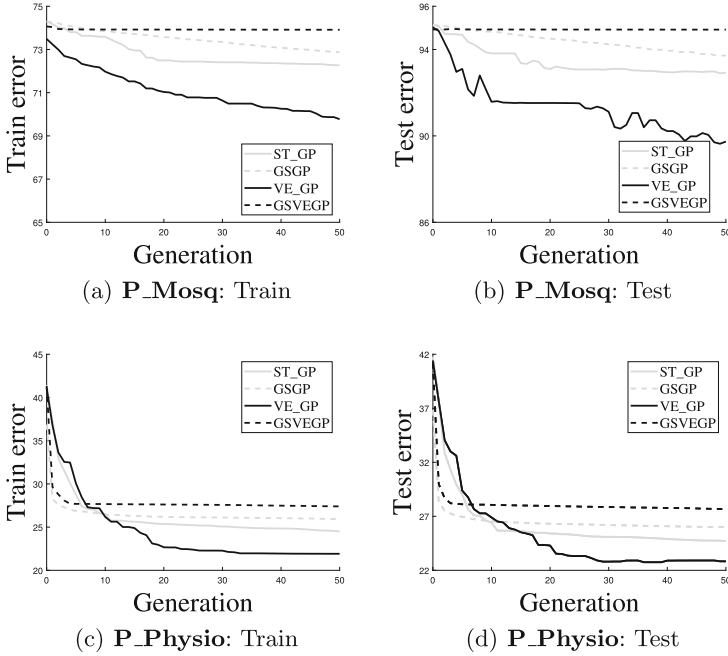 75
73
71
69
67
65
Train error
ST_GP
GSGP
VE_GP
GSVEGP
0 10 20 30 40 50
Generation
(a) P_Mosq: Train
96
94
90
86
Test error
ST_GP
GSGP
VE_GP
GSVEGP
0 10 20 30 40 50
Generation
(b) P_Mosq: Test
45
40
35
30
25
20
Train error
ST_GP
GSGP
VE_GP
GSVEGP
0 10 20 30 40 50
Generation
(c) P_Physio: Train
42
37
32
27
22
Test error
ST_GP
GSGP
VE_GP
GSVEGP
0 10 20 30 40 50
Generation
(d) P_Physio: Test